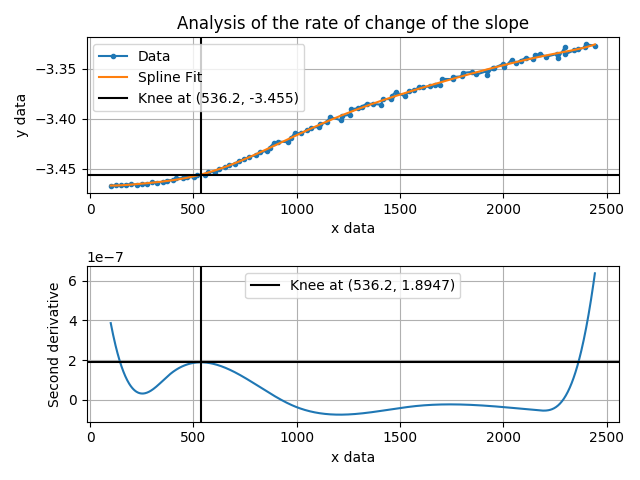 Analysis of the rate of change of the slope
Data
Spline Fit
Knee at (536.2, -3.455)
y data
−3.35
−3.40
−3.45
0
500
1000
1500
2000
2500
x data
1e−7
Knee at (536.2, 1.8947)
Second derivative
6
4
2
0
0
500
1000
1500
2000
2500
x data